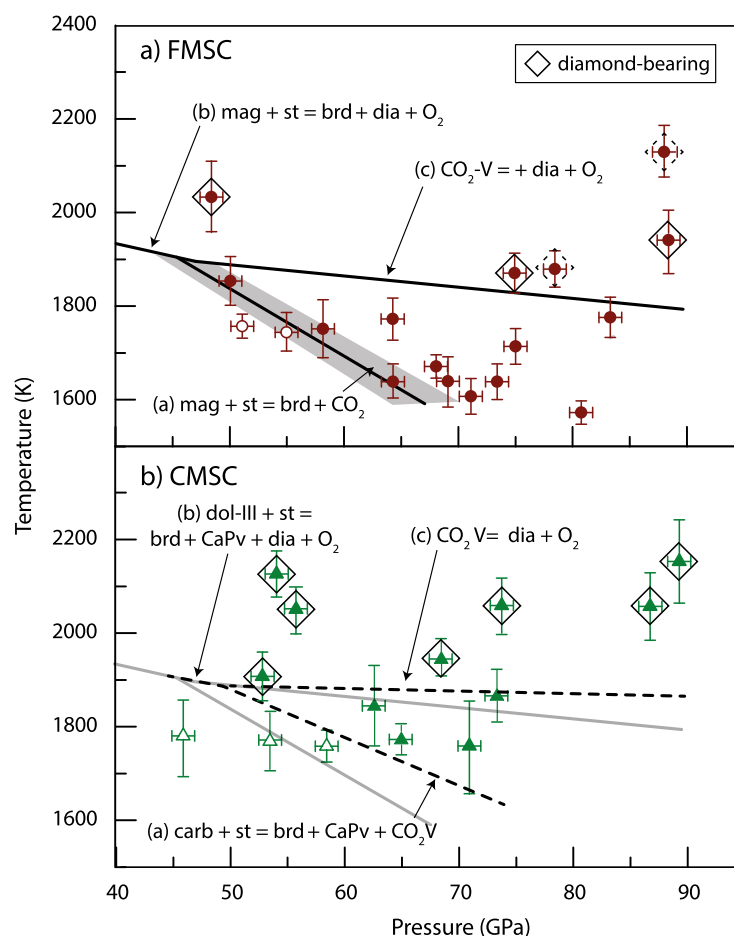 2400
a) FMSC
diamond-bearing
(b) mag + st = brd + dia + O₂
2200
(c) CO₂-V = + dia + O₂
2000
1800
1600
(a) mag + st = brd + CO₂
Temperature (K)
b) CMSC
(b) dol-III + st =
brd + CaPv + dia + O₂
(c) CO₂ V= dia + O₂
2200
2000
1800
1600
(a) carb + st = brd + CaPv + CO₂V
40 50 60 70 80 90
Pressure (GPa)